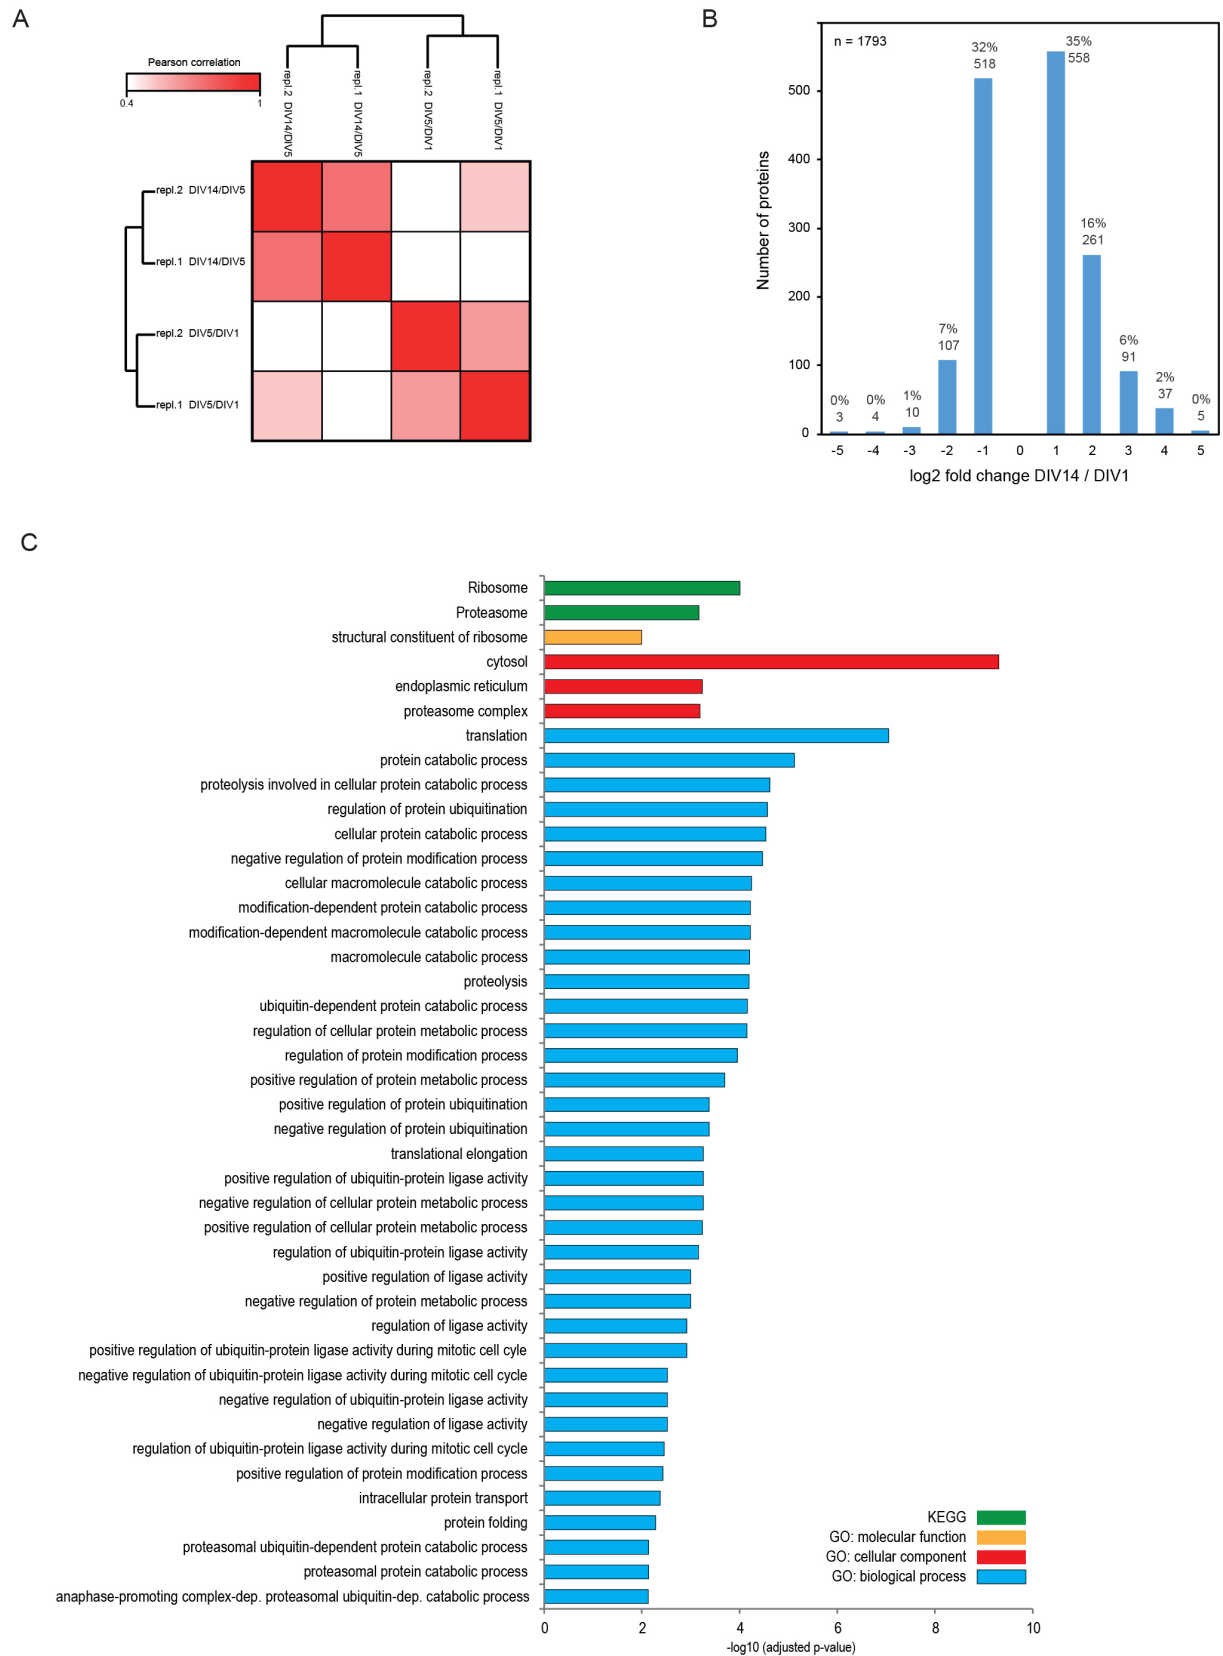 A
Pearson correlation
0.4
1
repl.2 DIV14/DIV5
repl.1 DIV14/DIV5
repl.2 DIV5/DIV1
repl.1 DIV5/DIV1
repl.2 DIV14/DIV5
repl.1 DIV14/DIV5
repl.2 DIV5/DIV1
repl.1 DIV5/DIV1
B
n = 1793
Number of proteins
500
400
300
200
100
0
0%
3
0%
4
1%
10
7%
107
32%
518
35%
558
16%
261
6%
91
2%
37
0%
5
-5 -4 -3 -2 -1 0 1 2 3 4 5
log2 fold change DIV14 / DIV1
C
Ribosome
Proteasome
structural constituent of ribosome
cytosol
endoplasmic reticulum
proteasome complex
translation
protein catabolic process
proteolysis involved in cellular protein catabolic process
regulation of protein ubiquitination
cellular protein catabolic process
negative regulation of protein modification process
cellular macromolecule catabolic process
modification-dependent protein catabolic process
modification-dependent macromolecule catabolic process
macromolecule catabolic process
proteolysis
ubiquitin-dependent protein catabolic process
regulation of cellular protein metabolic process
regulation of protein modification process
positive regulation of protein metabolic process
positive regulation of protein ubiquitination
negative regulation of protein ubiquitination
translational elongation
positive regulation of ubiquitin-protein ligase activity
negative regulation of cellular protein metabolic process
positive regulation of cellular protein metabolic process
regulation of ubiquitin-protein ligase activity
positive regulation of ligase activity
negative regulation of protein metabolic process
regulation of ligase activity
positive regulation of ubiquitin-protein ligase activity during mitotic cell cyle
negative regulation of ubiquitin-protein ligase activity during mitotic cell cycle
negative regulation of ubiquitin-protein ligase activity
negative regulation of ligase activity
regulation of ubiquitin-protein ligase activity during mitotic cell cycle
positive regulation of protein modification process
intracellular protein transport
protein folding
proteasomal ubiquitin-dependent protein catabolic process
proteasomal protein catabolic process
anaphase-promoting complex-dep. proteasomal ubiquitin-dep. catabolic process
KEGG
GO: molecular function
GO: cellular component
GO: biological process
0 2 4 6 8 10
-log10 (adjusted p-value)